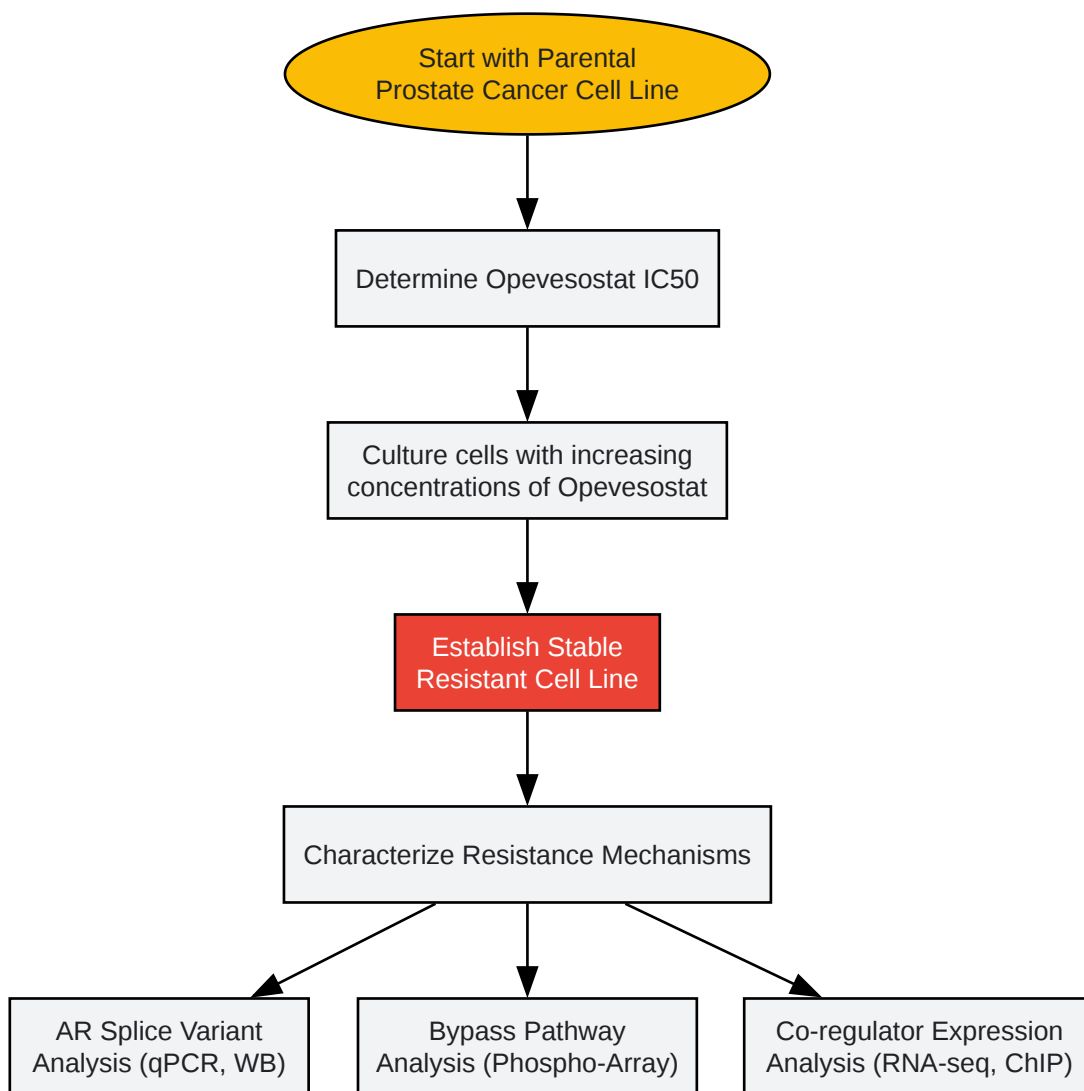 Start with Parental
Prostate Cancer Cell Line
Determine Opevesostat IC50
Culture cells with increasing
concentrations of Opevesostat
Establish Stable
Resistant Cell Line
Characterize Resistance Mechanisms
AR Splice Variant
Analysis (qPCR, WB)
Bypass Pathway
Analysis (Phospho-Array)
Co-regulator Expression
Analysis (RNA-seq, ChIP)